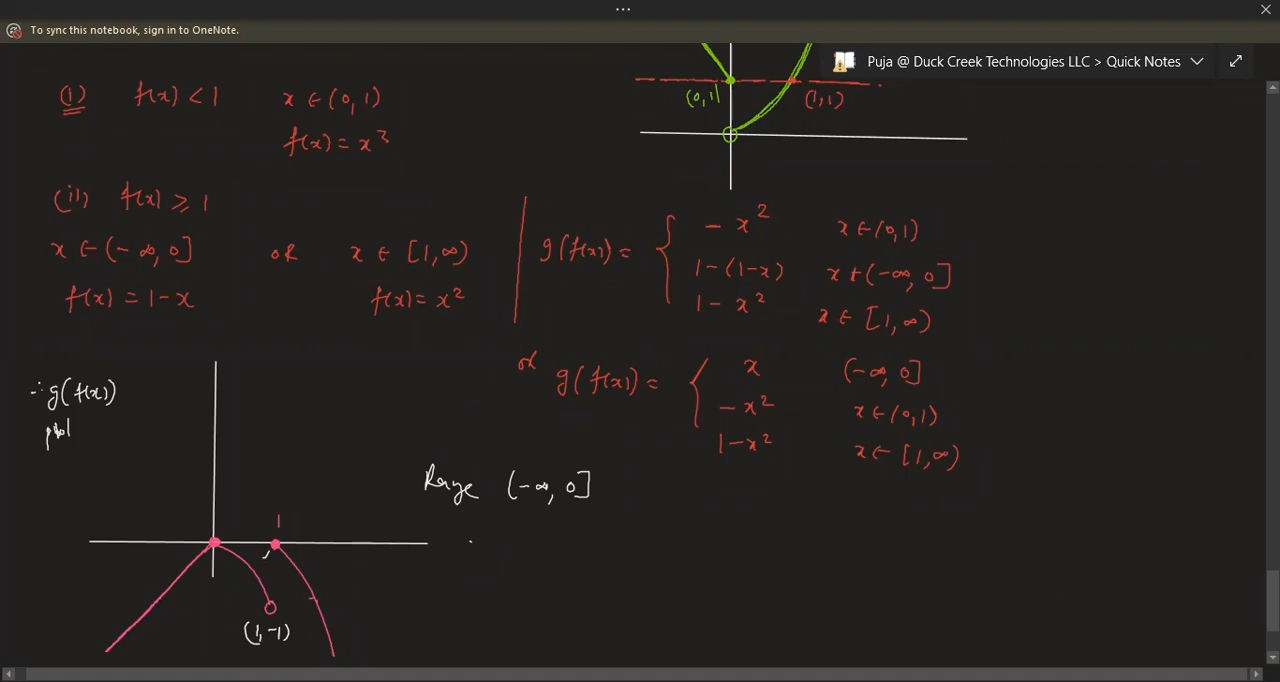 To sync this notebook, sign in to OneNote.
Puja @ Duck Creek Technologies LLC > Quick Notes
(0,1)
(1,1)
(i) f(x) < 1 x ∈ (0, 1)
f(x) = x²
(ii) f(x) ≥ 1
x ∈ (-∞, 0] OR x ∈ [1, ∞)
f(x) = 1-x f(x) = x²
g(f(x)) = {
- x² x ∈ (0, 1)
1-(1-x) x ∈ (-∞, 0]
1 - x² x ∈ [1, ∞)
or g(f(x)) = {
x (-∞, 0]
- x² x ∈ (0, 1)
1-x² x ∈ [1, ∞)
∴ g(f(x))
plot
Range (-∞, 0]
1
(1,-1)